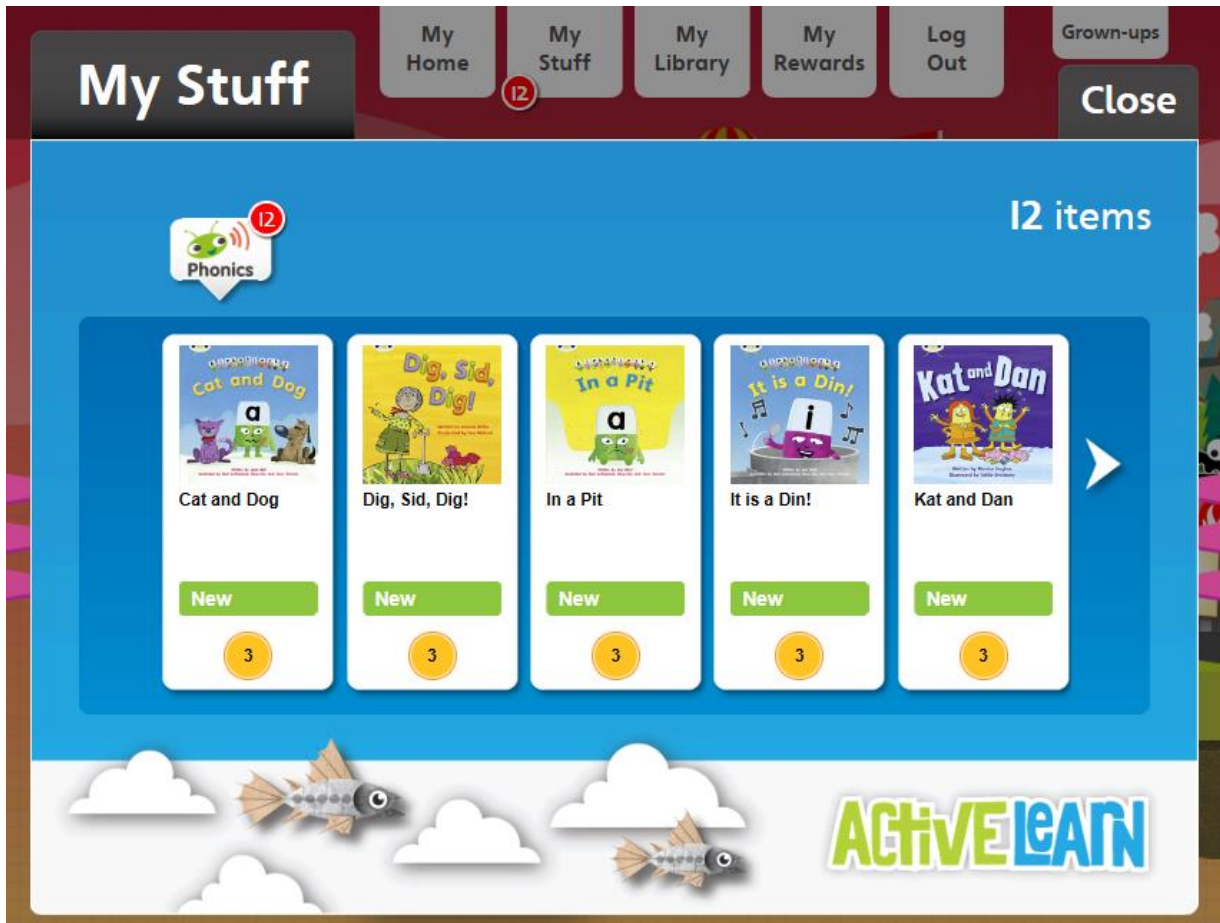 My Home
My Stuff
My Library
My Rewards
Log Out
Grown-ups
My Stuff
12
Close
12
Phonics
12 items
alphablocks
Cat and Dog
a
Dig, Sid, Dig!
alphablocks
In a Pit
a
alphablocks
It is a Din!
i
Kat and Dan
Cat and Dog
Dig, Sid, Dig!
In a Pit
It is a Din!
Kat and Dan
New
New
New
New
New
3
3
3
3
3
ACTiVE LEARN